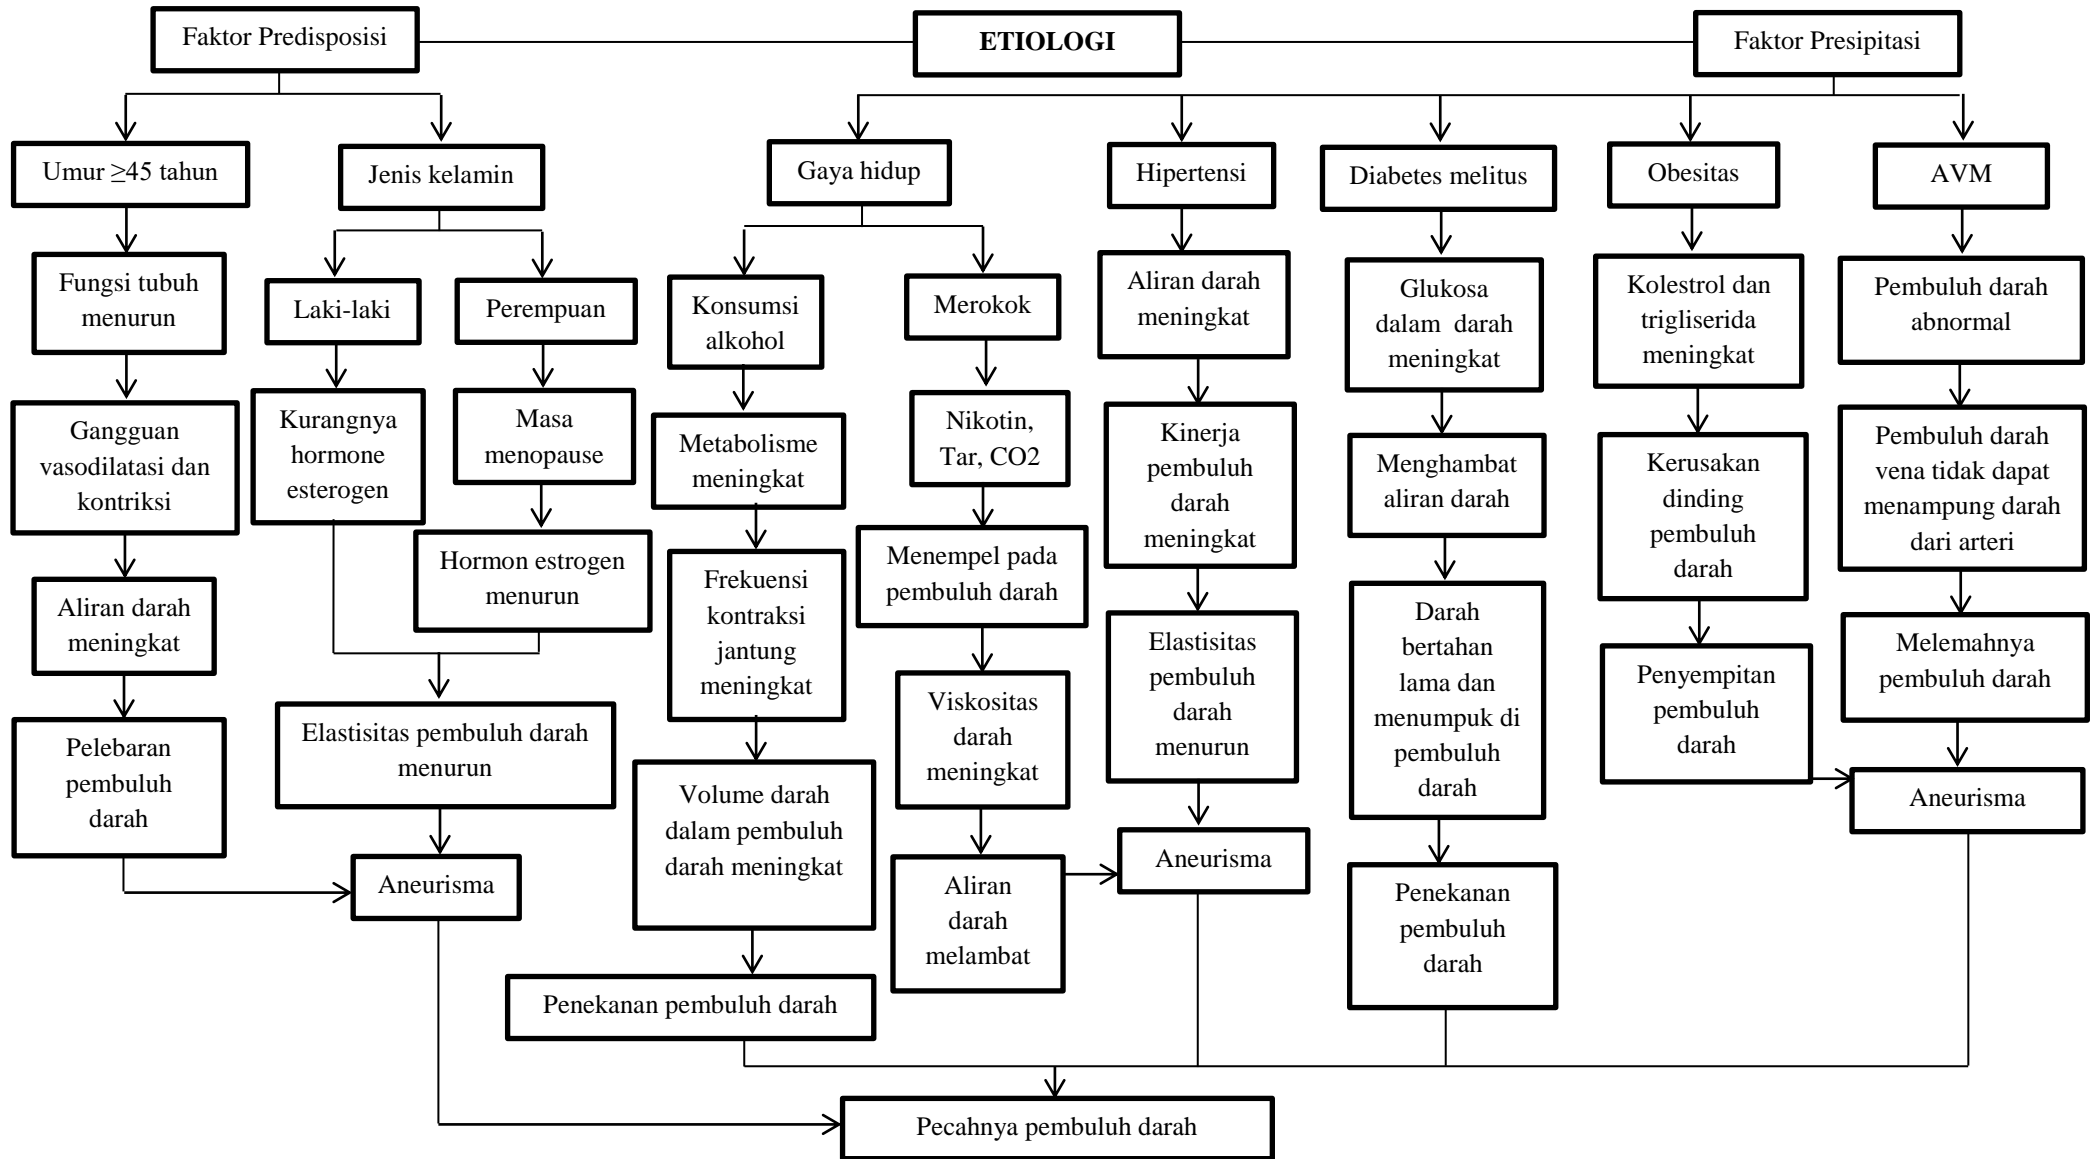 Faktor Predisposisi
ETIOLOGI
Faktor Presipitasi
Umur ≥45 tahun
Jenis kelamin
Gaya hidup
Hipertensi
Diabetes melitus
Obesitas
AVM
Fungsi tubuh
menurun
Laki-laki
Perempuan
Konsumsi
alkohol
Merokok
Aliran darah
meningkat
Glukosa
dalam  darah
meningkat
Kolestrol dan
trigliserida
meningkat
Pembuluh darah
abnormal
Gangguan
vasodilatasi dan
kontriksi
Kurangnya
hormone
esterogen
Masa
menopause
Metabolisme
meningkat
Nikotin,
Tar, CO2
Kinerja
pembuluh
darah
meningkat
Menghambat
aliran darah
Kerusakan
dinding
pembuluh
darah
Pembuluh darah
vena tidak dapat
menampung darah
dari arteri
Aliran darah
meningkat
Hormon estrogen
menurun
Frekuensi
kontraksi
jantung
meningkat
Menempel pada
pembuluh darah
Elastisitas
pembuluh
darah
menurun
Darah
bertahan
lama dan
menumpuk di
pembuluh
darah
Penyempitan
pembuluh
darah
Melemahnya
pembuluh darah
Pelebaran
pembuluh
darah
Elastisitas pembuluh darah
menurun
Volume darah
dalam pembuluh
darah meningkat
Viskositas
darah
meningkat
Aneurisma
Aneurisma
Aliran
darah
melambat
Aneurisma
Penekanan
pembuluh
darah
Penekanan pembuluh darah
Pecahnya pembuluh darah